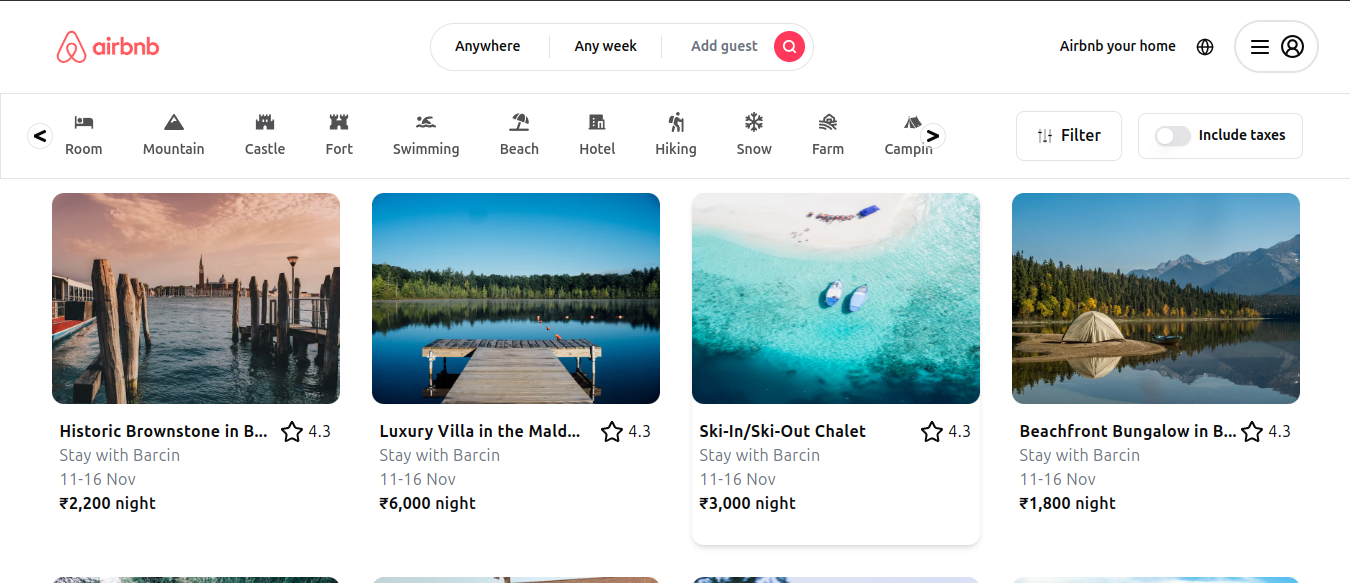 airbnb
Anywhere Any week Add guest
Airbnb your home
< Room Mountain Castle Fort Swimming Beach Hotel Hiking Snow Farm Campin >
Filter
Include taxes
Historic Brownstone in B... 4.3
Stay with Barcin
11-16 Nov
₹2,200 night
Luxury Villa in the Mald... 4.3
Stay with Barcin
11-16 Nov
₹6,000 night
Ski-In/Ski-Out Chalet 4.3
Stay with Barcin
11-16 Nov
₹3,000 night
Beachfront Bungalow in B... 4.3
Stay with Barcin
11-16 Nov
₹1,800 night